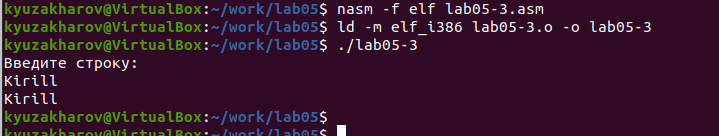 kyuzakharov@VirtualBox:~/work/lab05$ nasm -f elf lab05-3.asm
kyuzakharov@VirtualBox:~/work/lab05$ ld -m elf_i386 lab05-3.o -o lab05-3
kyuzakharov@VirtualBox:~/work/lab05$ ./lab05-3
Введите строку:
Kirill
Kirill
kyuzakharov@VirtualBox:~/work/lab05$
kyuzakharov@VirtualBox:~/work/lab05$